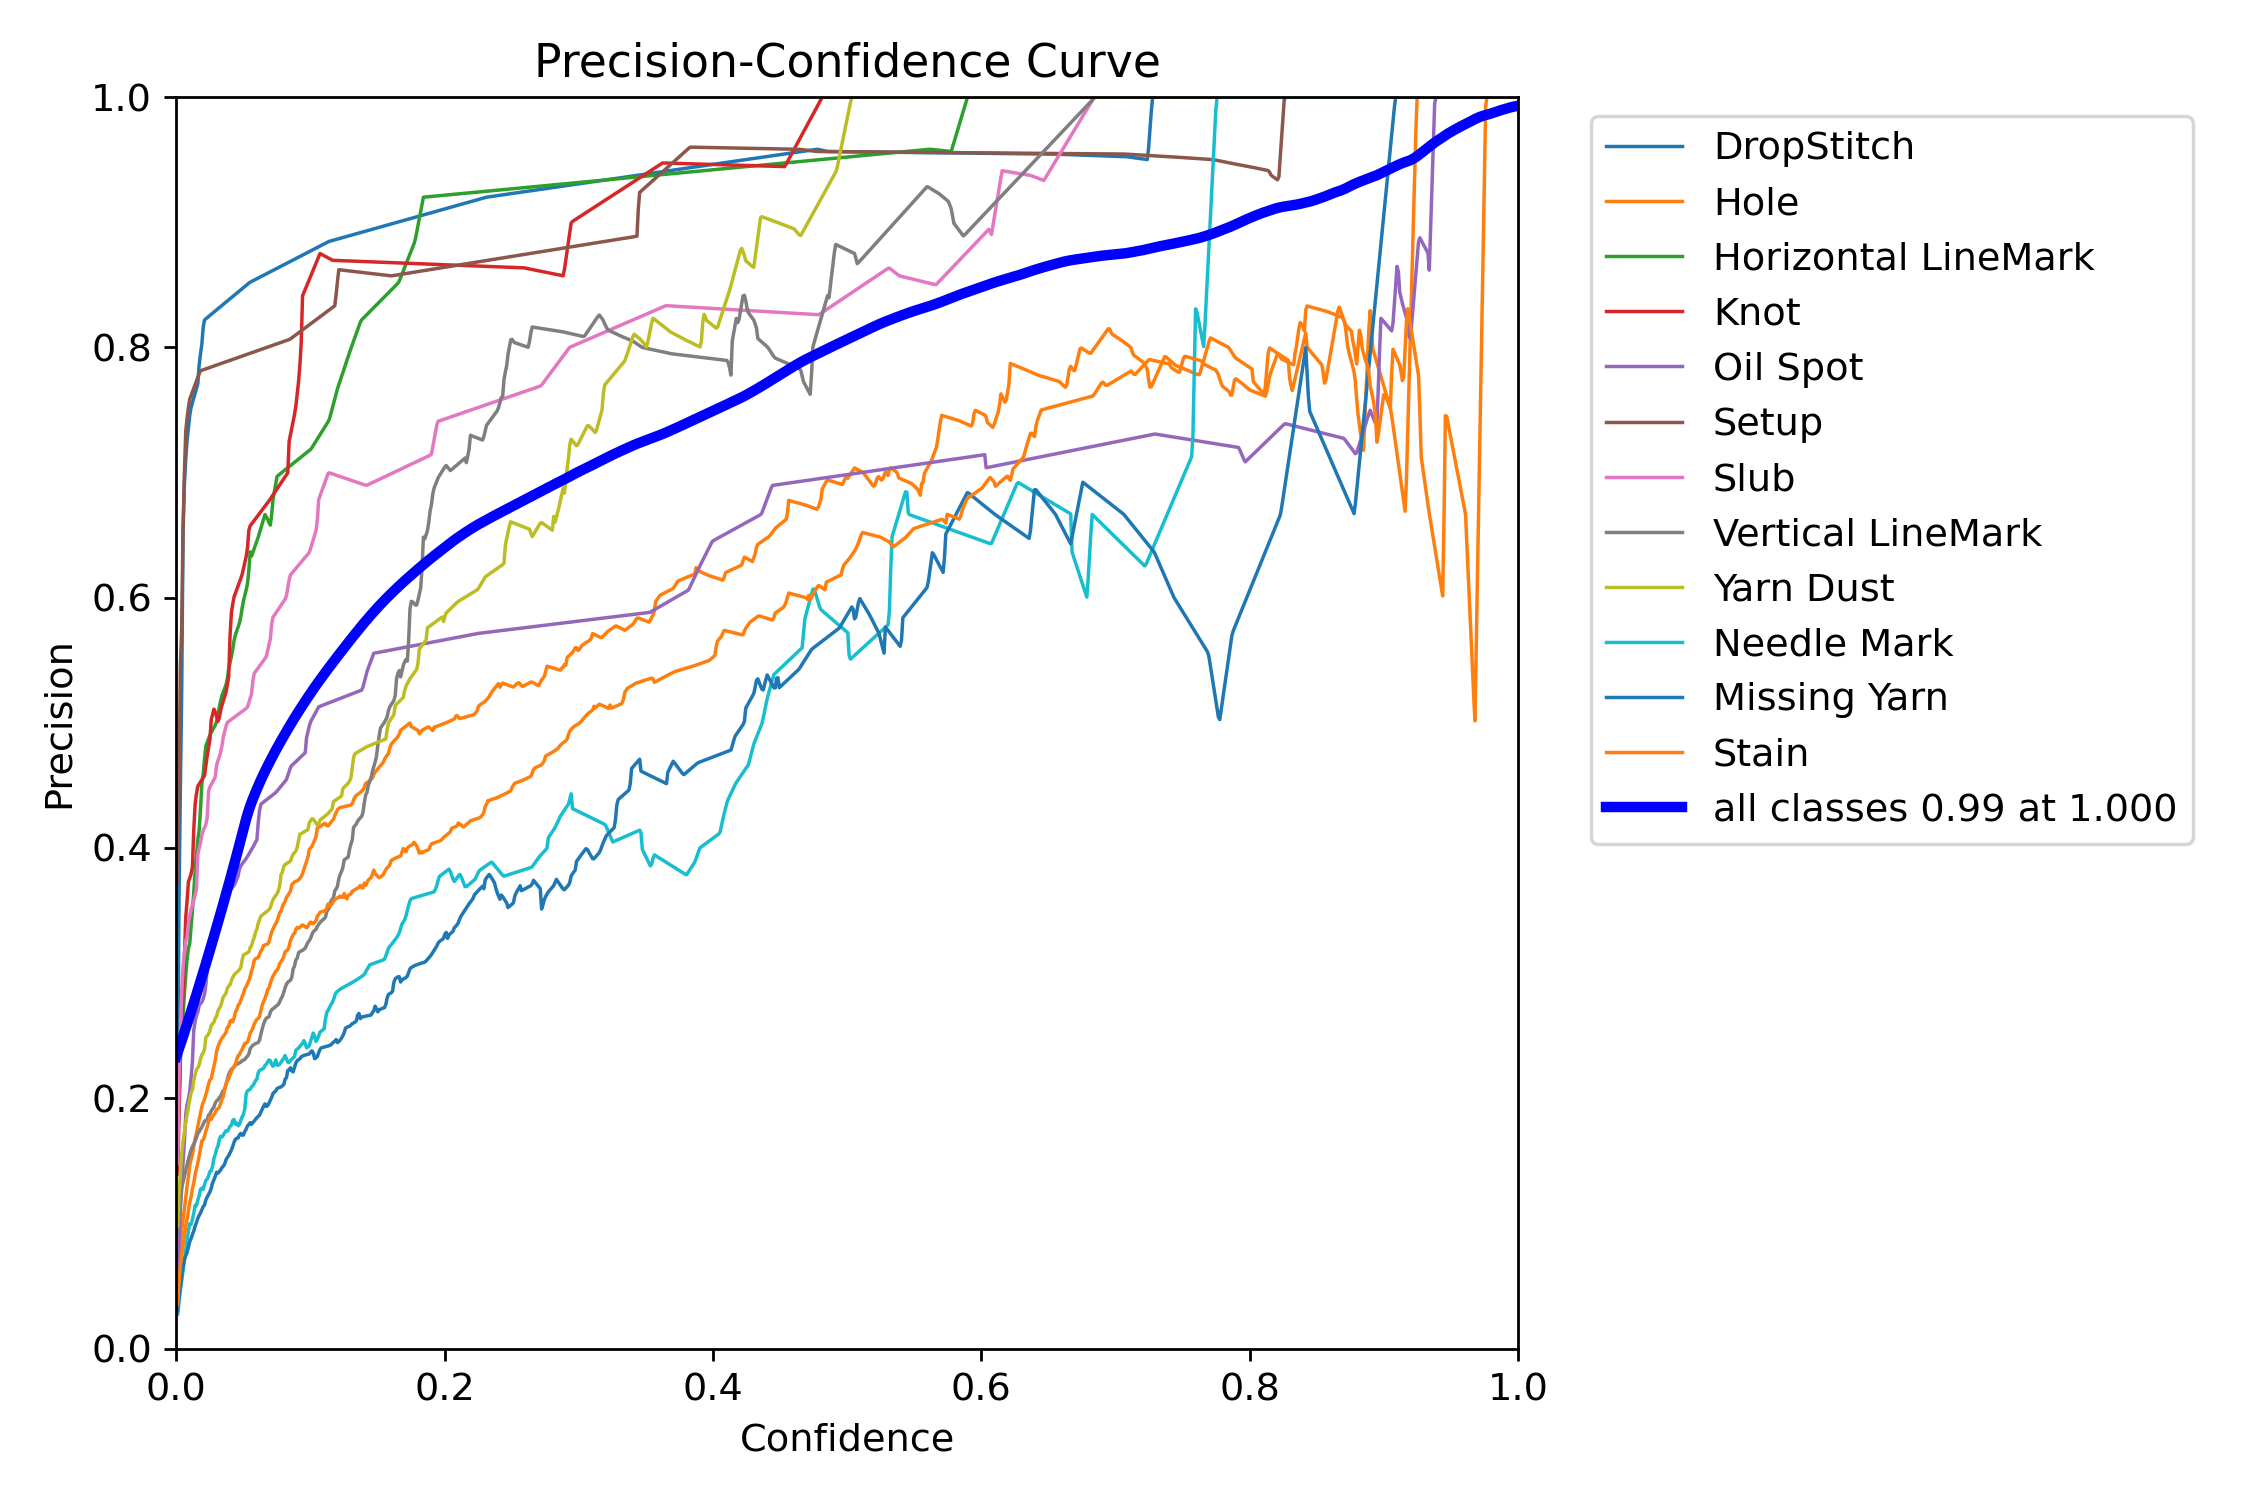 Precision-Confidence Curve
1.0
0.8
0.6
0.4
0.2
0.0
Precision
0.0 0.2 0.4 0.6 0.8 1.0
Confidence
DropStitch
Hole
Horizontal LineMark
Knot
Oil Spot
Setup
Slub
Vertical LineMark
Yarn Dust
Needle Mark
Missing Yarn
Stain
all classes 0.99 at 1.000